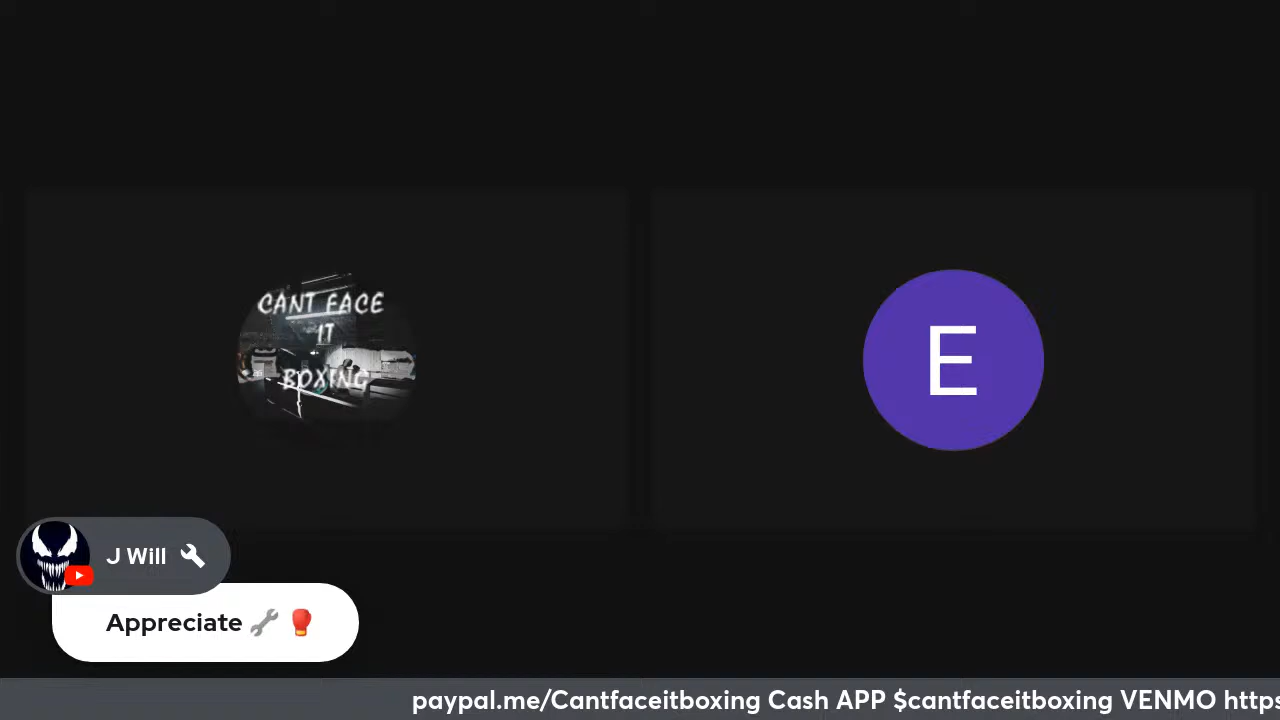 CANT FACE
IT
BOXING
E
J Will
Appreciate 🔧 🥊
paypal.me/Cantfaceitboxing Cash APP $cantfaceitboxing VENMO https